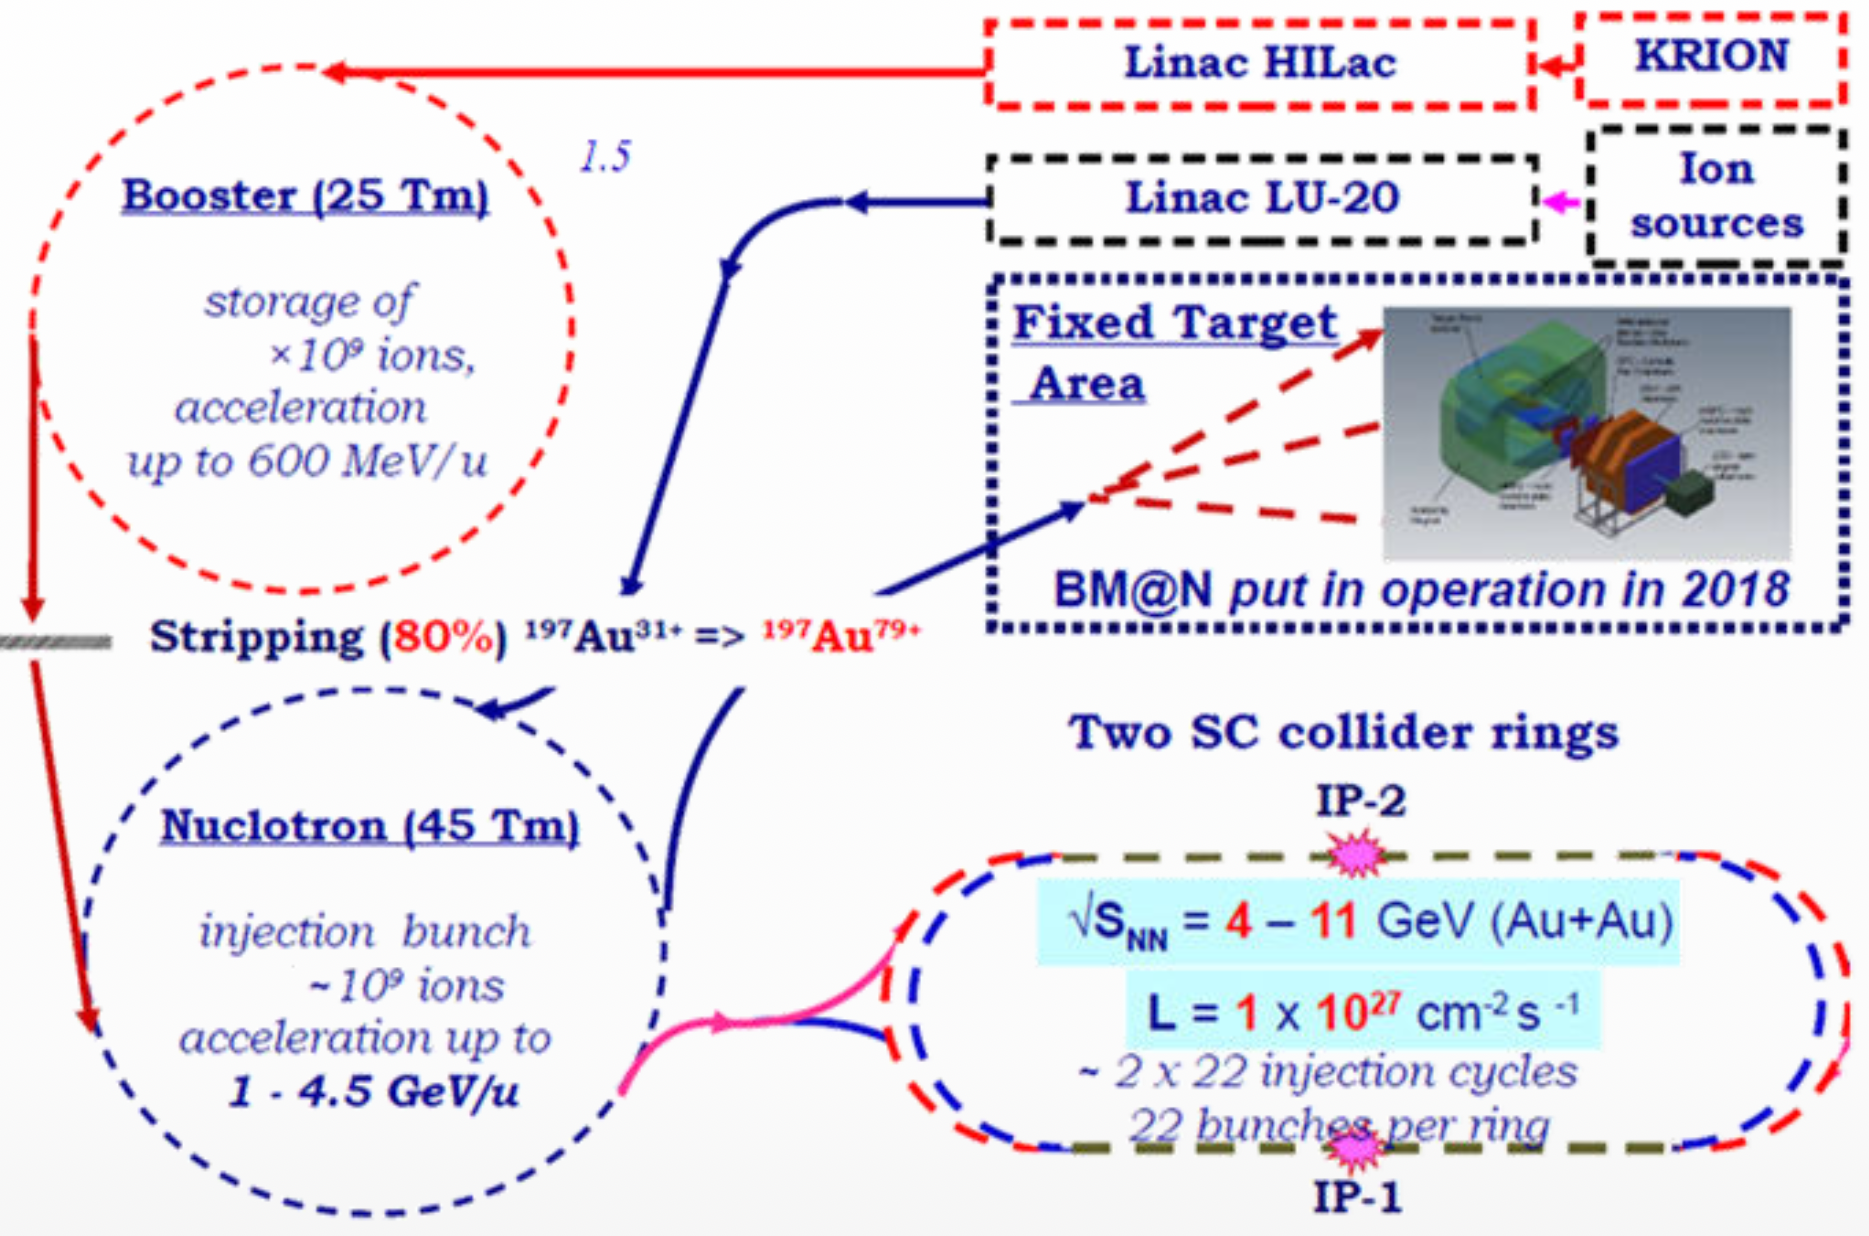 Linac HILac
KRION
1.5
Linac LU-20
Ion
sources
Booster (25 Tm)
storage of
×10⁹ ions,
acceleration
up to 600 MeV/u
Fixed Target
Area
BM@N put in operation in 2018
Stripping (80%) ¹⁹⁷Au³¹⁺ => ¹⁹⁷Au⁷⁹⁺
Nuclotron (45 Tm)
injection bunch
~10⁹ ions
acceleration up to
1 - 4.5 GeV/u
Two SC collider rings
IP-2
√S_NN = 4 – 11 GeV (Au+Au)
L = 1 x 10²⁷ cm⁻² s ⁻¹
~ 2 x 22 injection cycles
22 bunches per ring
IP-1